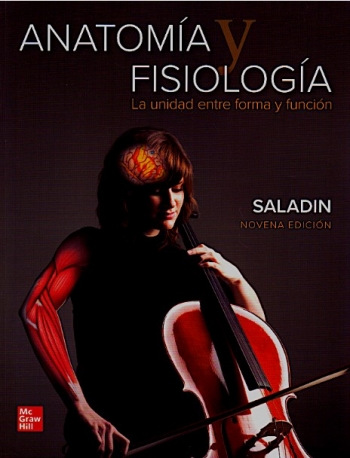 ANATOMÍA y
FISIOLOGÍA
La unidad entre forma y función
SALADIN
NOVENA EDICIÓN
Mc
Graw
Hill